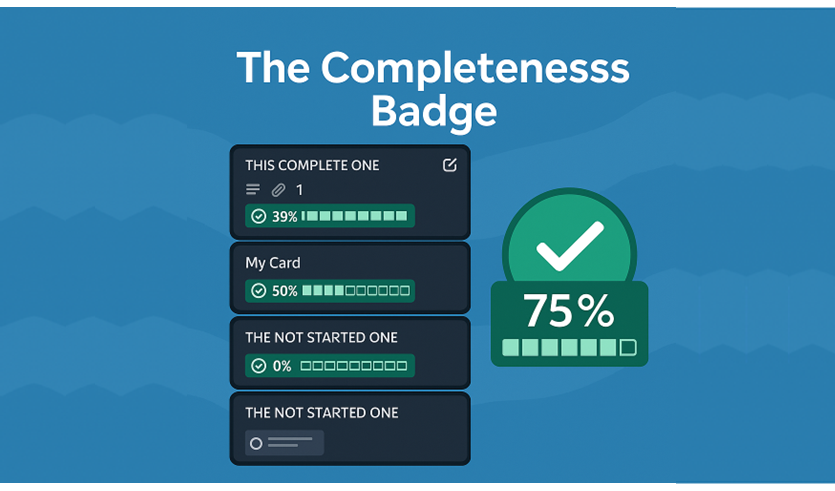 The Completenesss
Badge
THIS COMPLETE ONE
1
39%
My Card
50%
THE NOT STARTED ONE
0%
THE NOT STARTED ONE
75%